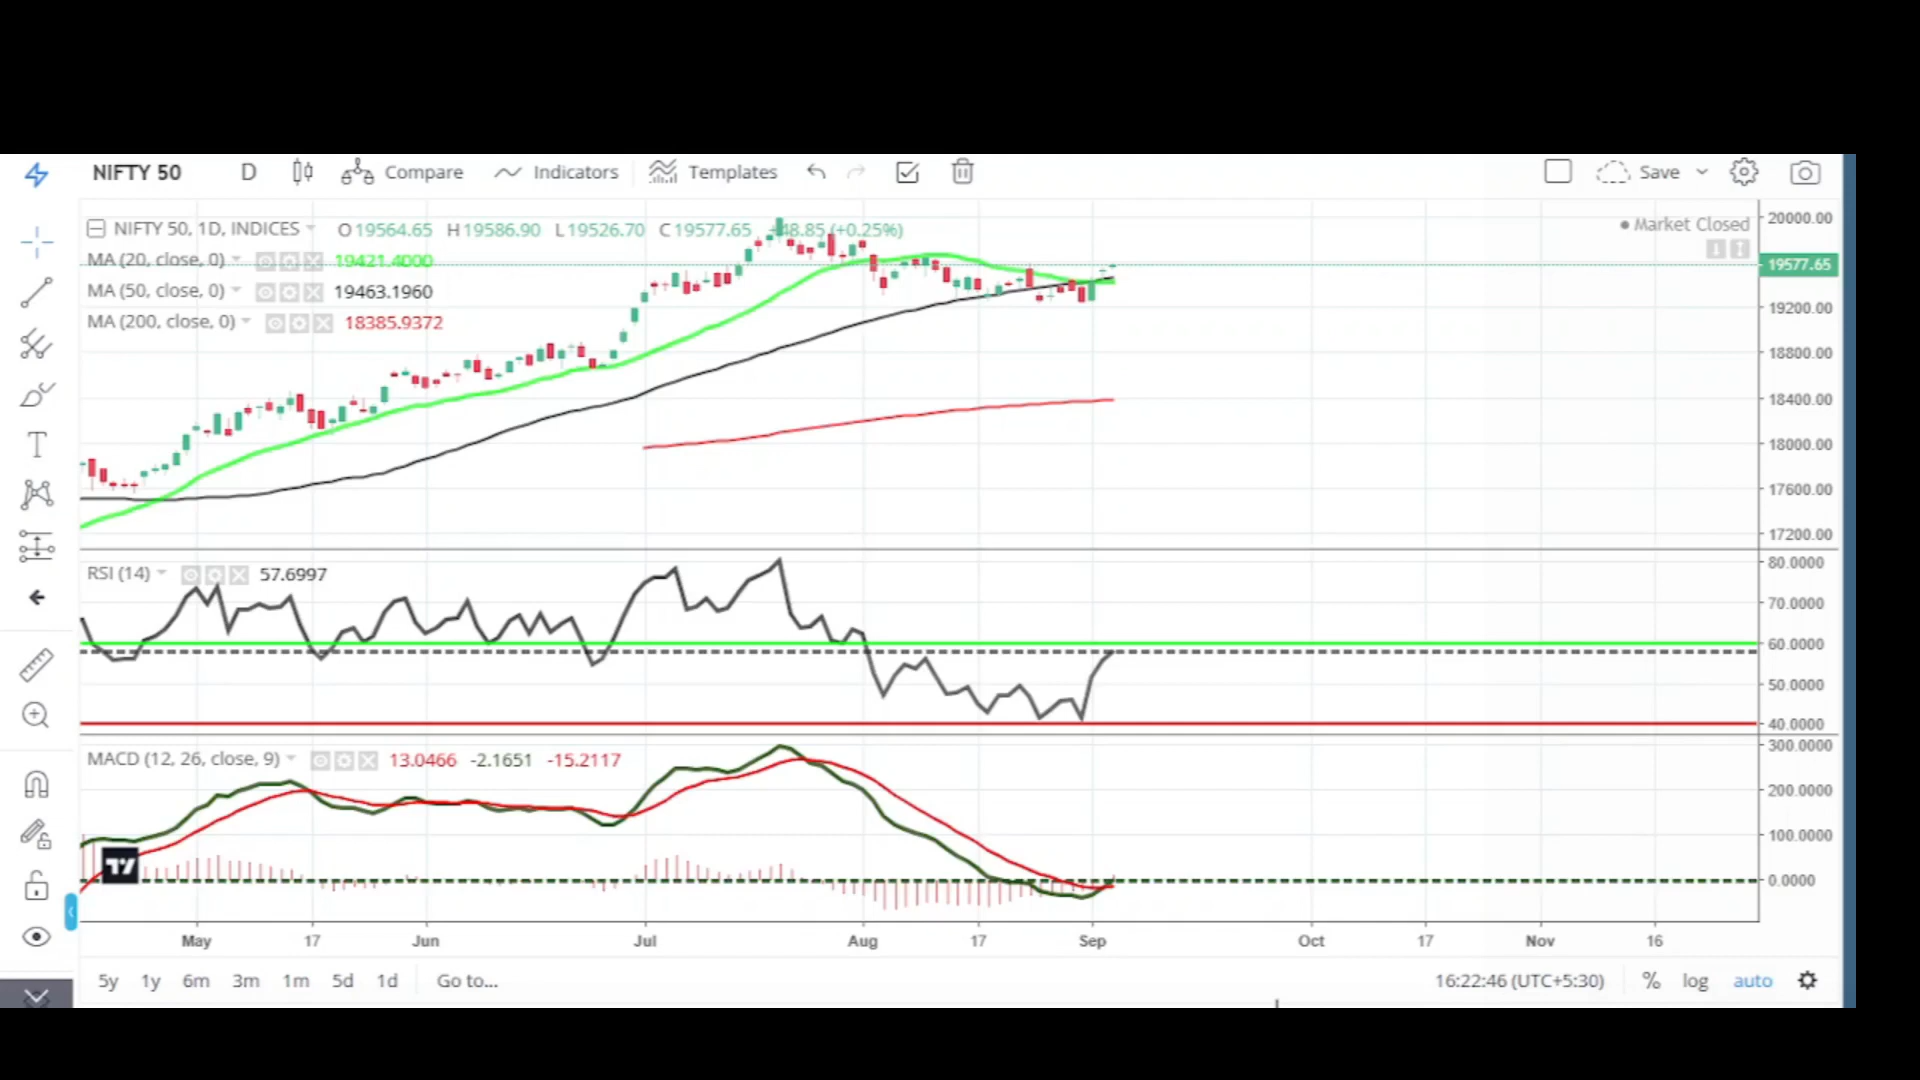 NIFTY 50 D Compare Indicators Templates Save
NIFTY 50, 1D, INDICES O19564.65 H19586.90 L19526.70 C19577.65 +48.85 (+0.25%)
Market Closed
MA (20, close, 0) 19421.4000
MA (50, close, 0) 19463.1960
MA (200, close, 0) 18385.9372
20000.00
19577.65
19200.00
18800.00
18400.00
18000.00
17600.00
17200.00
RSI (14) 57.6997
80.0000
70.0000
60.0000
50.0000
40.0000
MACD (12, 26, close, 9) 13.0466 -2.1651 -15.2117
300.0000
200.0000
100.0000
0.0000
May 17 Jun Jul Aug 17 Sep Oct 17 Nov 16
5y 1y 6m 3m 1m 5d 1d Go to... 16:22:46 (UTC+5:30) % log auto